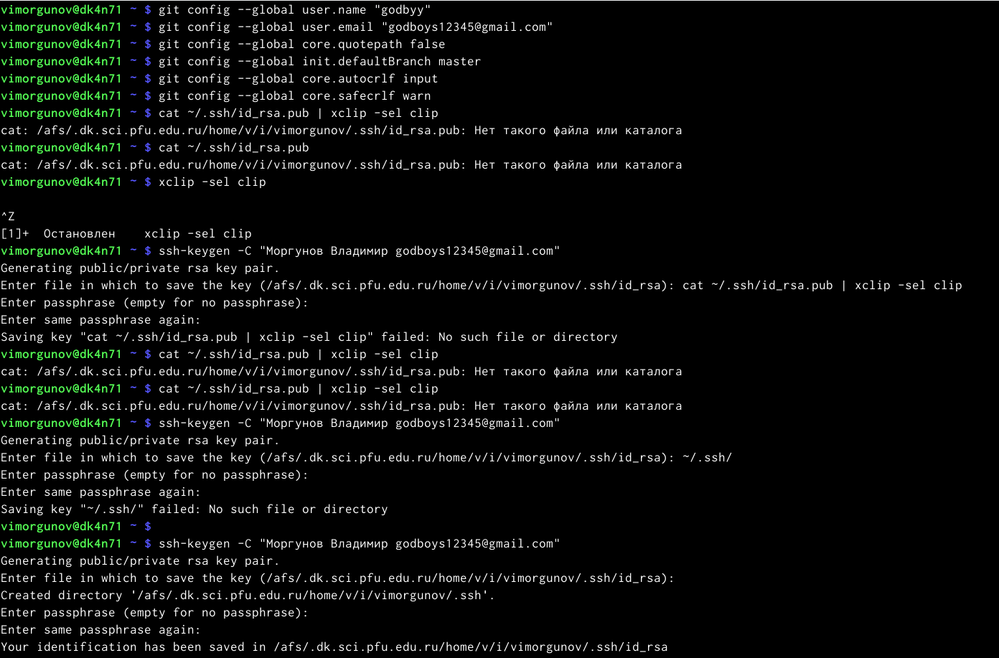 vimorgunov@dk4n71 ~ $ git config --global user.name "godbyy"
vimorgunov@dk4n71 ~ $ git config --global user.email "godboys12345@gmail.com"
vimorgunov@dk4n71 ~ $ git config --global core.quotepath false
vimorgunov@dk4n71 ~ $ git config --global init.defaultBranch master
vimorgunov@dk4n71 ~ $ git config --global core.autocrlf input
vimorgunov@dk4n71 ~ $ git config --global core.safecrlf warn
vimorgunov@dk4n71 ~ $ cat ~/.ssh/id_rsa.pub | xclip -sel clip
cat: /afs/.dk.sci.pfu.edu.ru/home/v/i/vimorgunov/.ssh/id_rsa.pub: Нет такого файла или каталога
vimorgunov@dk4n71 ~ $ cat ~/.ssh/id_rsa.pub
cat: /afs/.dk.sci.pfu.edu.ru/home/v/i/vimorgunov/.ssh/id_rsa.pub: Нет такого файла или каталога
vimorgunov@dk4n71 ~ $ xclip -sel clip
^Z
[1]+  Остановлен    xclip -sel clip
vimorgunov@dk4n71 ~ $ ssh-keygen -C "Моргунов Владимир godboys12345@gmail.com"
Generating public/private rsa key pair.
Enter file in which to save the key (/afs/.dk.sci.pfu.edu.ru/home/v/i/vimorgunov/.ssh/id_rsa): cat ~/.ssh/id_rsa.pub | xclip -sel clip
Enter passphrase (empty for no passphrase):
Enter same passphrase again:
Saving key "cat ~/.ssh/id_rsa.pub | xclip -sel clip" failed: No such file or directory
vimorgunov@dk4n71 ~ $ cat ~/.ssh/id_rsa.pub | xclip -sel clip
cat: /afs/.dk.sci.pfu.edu.ru/home/v/i/vimorgunov/.ssh/id_rsa.pub: Нет такого файла или каталога
vimorgunov@dk4n71 ~ $ cat ~/.ssh/id_rsa.pub | xclip -sel clip
cat: /afs/.dk.sci.pfu.edu.ru/home/v/i/vimorgunov/.ssh/id_rsa.pub: Нет такого файла или каталога
vimorgunov@dk4n71 ~ $ ssh-keygen -C "Моргунов Владимир godboys12345@gmail.com"
Generating public/private rsa key pair.
Enter file in which to save the key (/afs/.dk.sci.pfu.edu.ru/home/v/i/vimorgunov/.ssh/id_rsa): ~/.ssh/
Enter passphrase (empty for no passphrase):
Enter same passphrase again:
Saving key "~/.ssh/" failed: No such file or directory
vimorgunov@dk4n71 ~ $
vimorgunov@dk4n71 ~ $ ssh-keygen -C "Моргунов Владимир godboys12345@gmail.com"
Generating public/private rsa key pair.
Enter file in which to save the key (/afs/.dk.sci.pfu.edu.ru/home/v/i/vimorgunov/.ssh/id_rsa):
Created directory '/afs/.dk.sci.pfu.edu.ru/home/v/i/vimorgunov/.ssh'.
Enter passphrase (empty for no passphrase):
Enter same passphrase again:
Your identification has been saved in /afs/.dk.sci.pfu.edu.ru/home/v/i/vimorgunov/.ssh/id_rsa